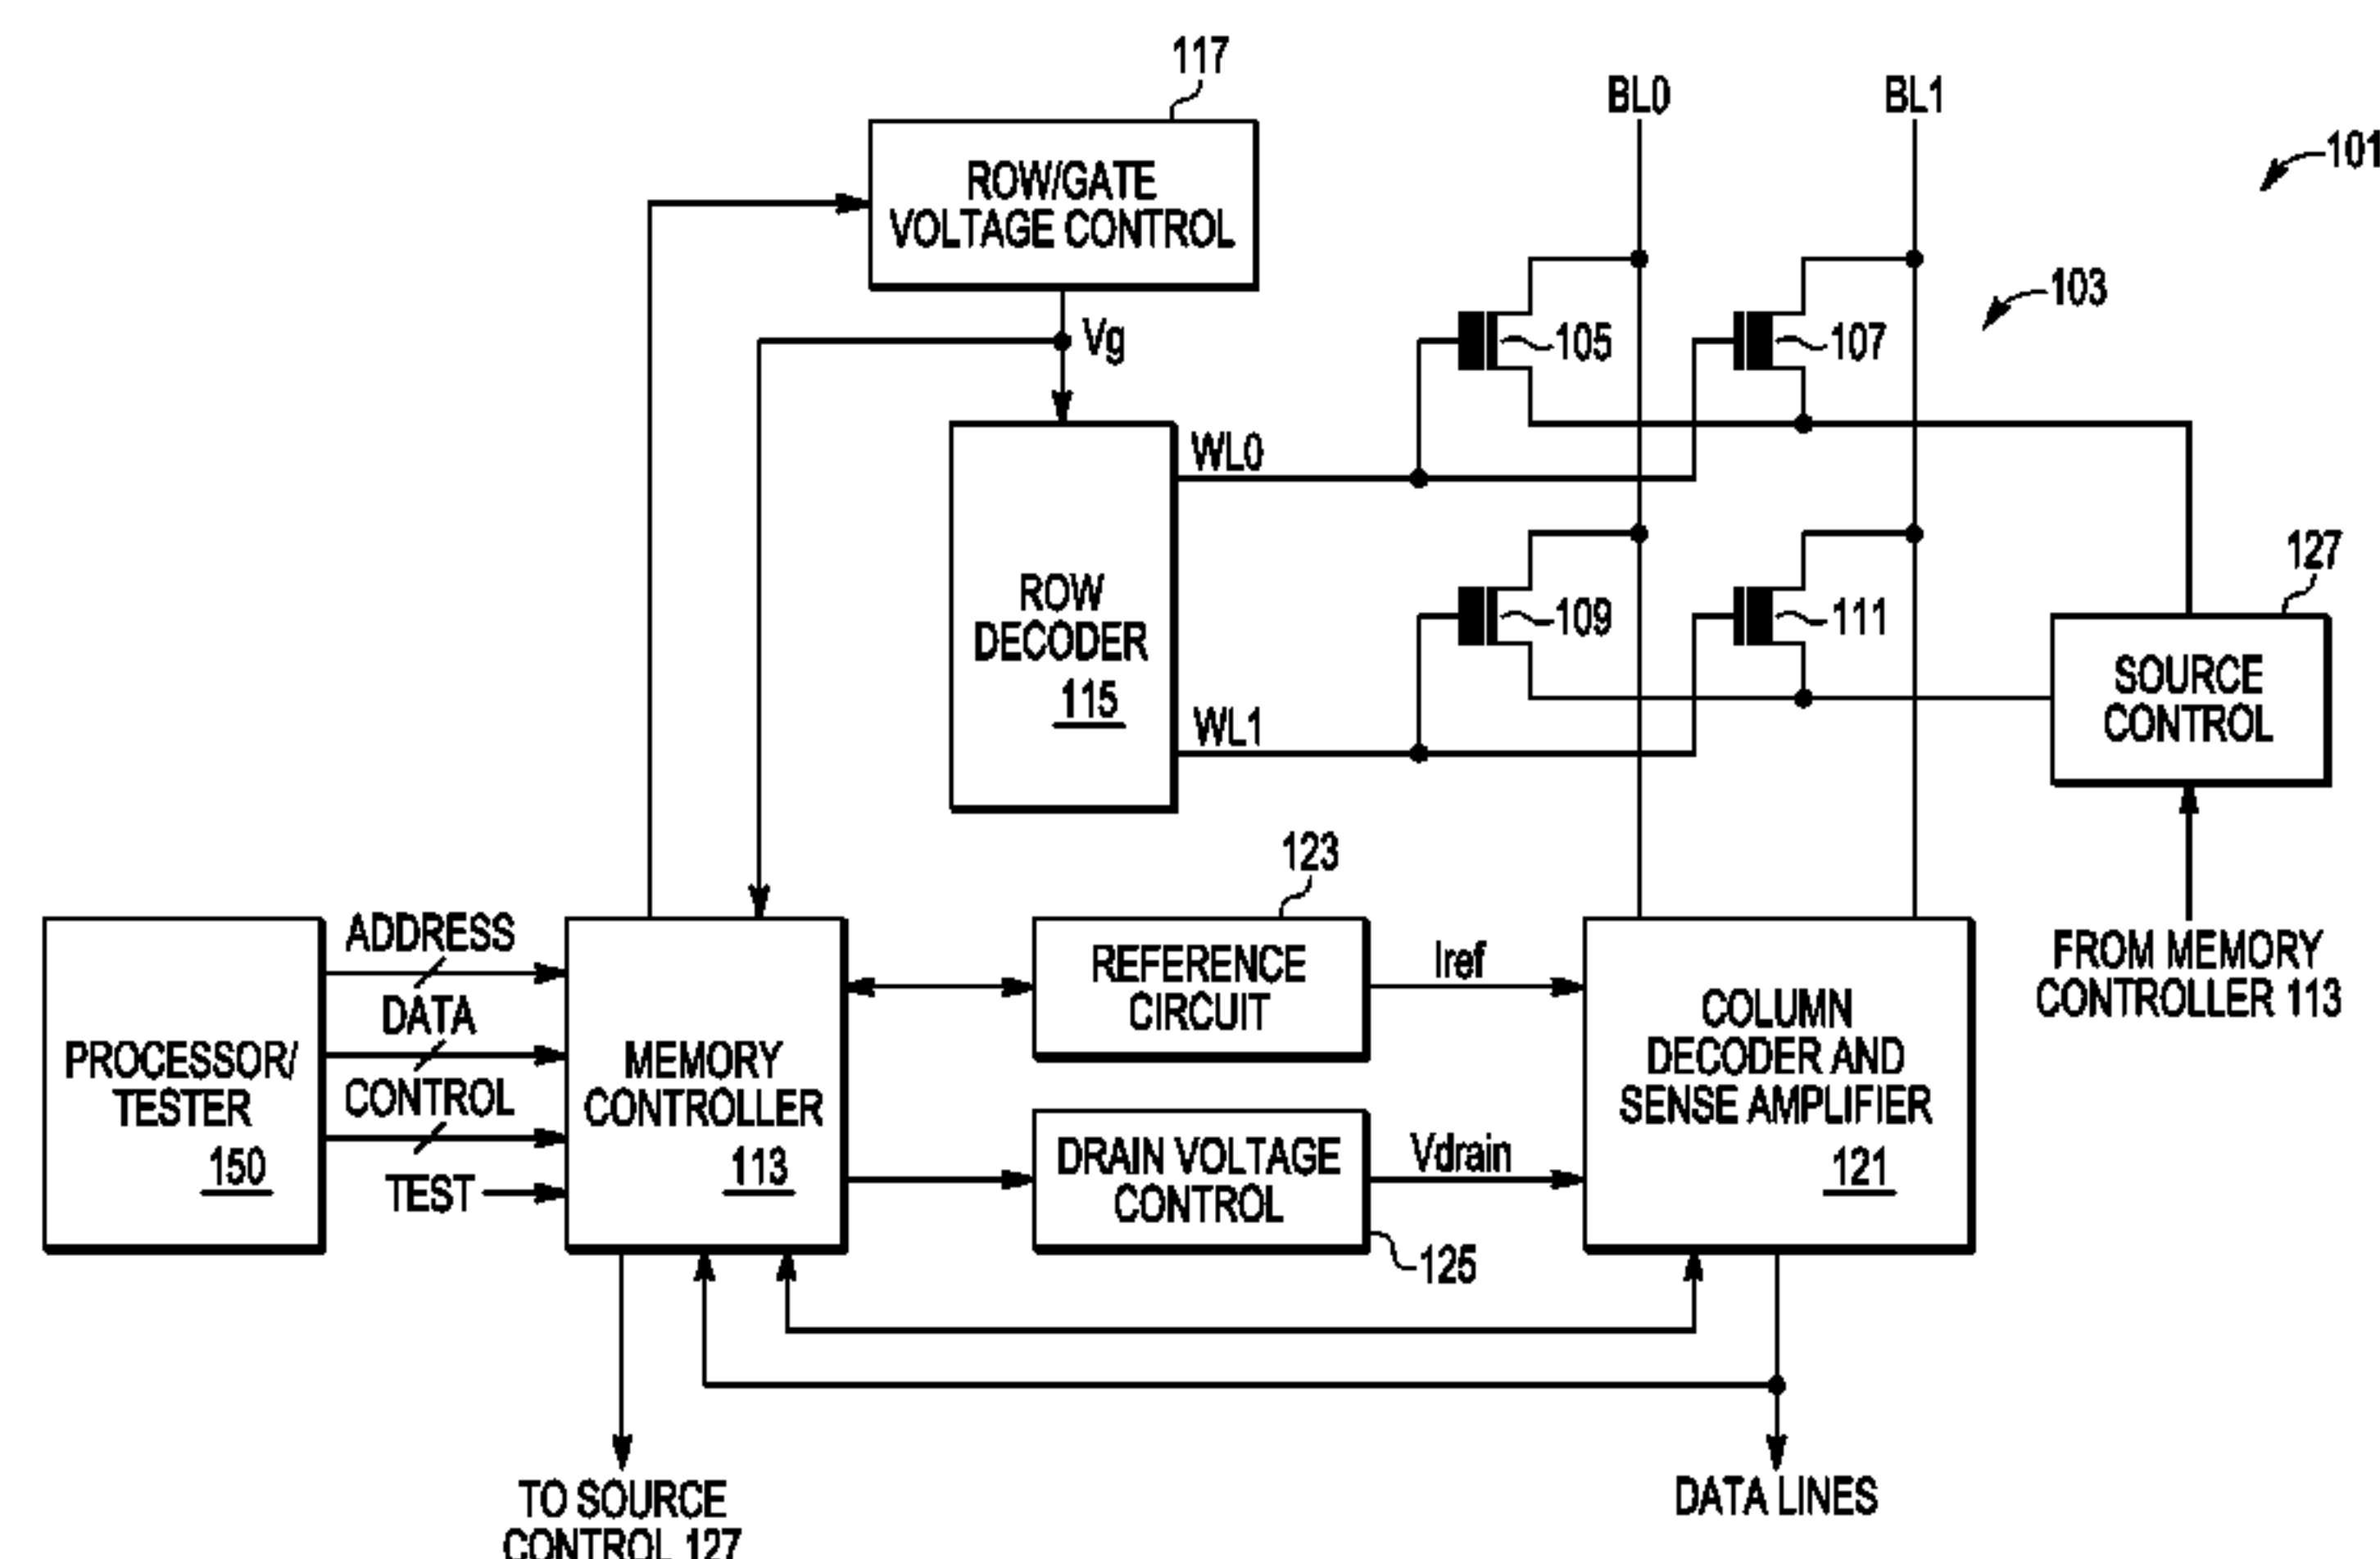 117
BL0
BL1
101
ROW/GATE
VOLTAGE CONTROL
103
Vg
105
107
WL0
127
ROW
DECODER
115
109
111
SOURCE
CONTROL
WL1
123
ADDRESS
DATA
CONTROL
TEST
PROCESSOR/
TESTER
150
MEMORY
CONTROLLER
113
REFERENCE
CIRCUIT
Iref
DRAIN VOLTAGE
CONTROL
Vdrain
125
COLUMN
DECODER AND
SENSE AMPLIFIER
121
FROM MEMORY
CONTROLLER 113
TO SOURCE
CONTROL 127
DATA LINES